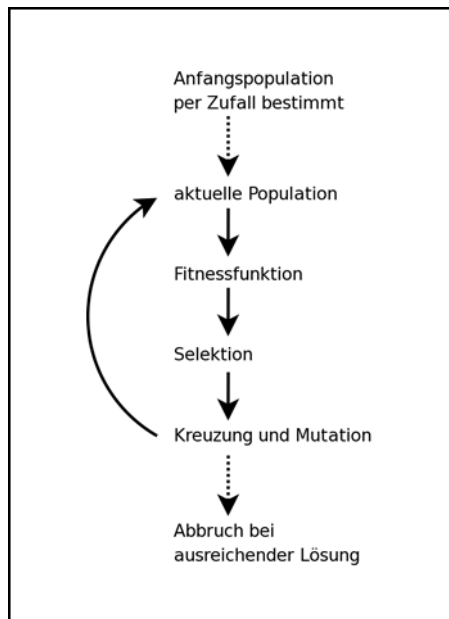 Anfangspopulation
per Zufall bestimmt
aktuelle Population
Fitnessfunktion
Selektion
Kreuzung und Mutation
Abbruch bei
ausreichender Lösung